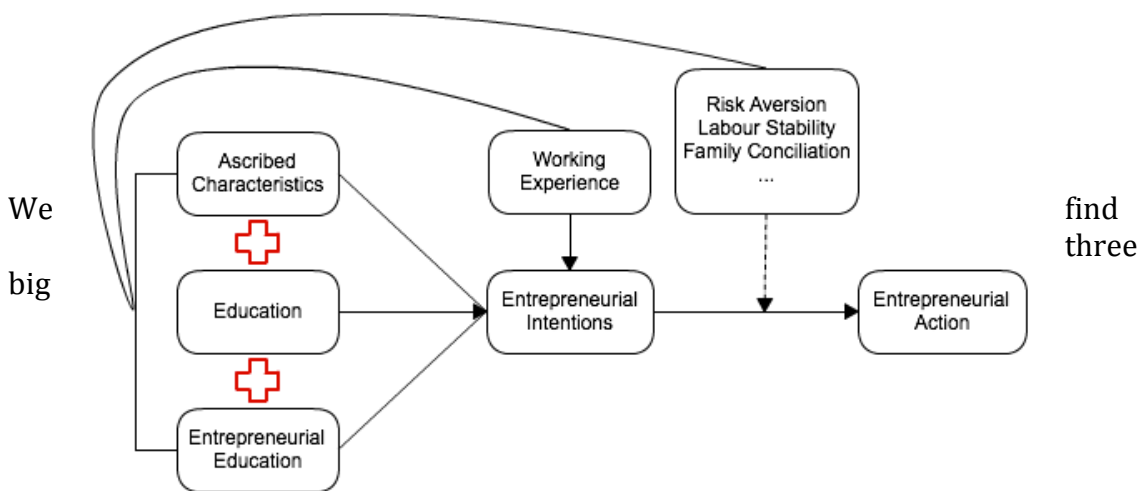 Risk Aversion
Labour Stability
Family Conciliation
...
Ascribed
Characteristics
Working
Experience
We find
three
big
Education
Entrepreneurial
Intentions
Entrepreneurial
Action
Entrepreneurial
Education